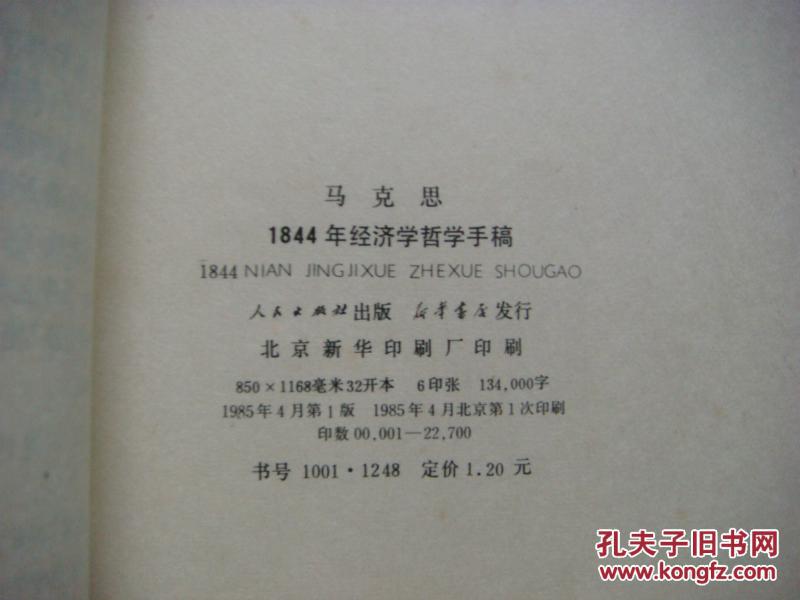 马克思
1844年经济学哲学手稿
1844 NIAN JINGJIXUE ZHEXUE SHOUGAO
人民出版社出版 新华书店发行
北京新华印刷厂印刷
850×1168毫米32开本 6印张 134,000字
1985年4月第1版 1985年4月北京第1次印刷
印数00,001—22,700
书号 1001·1248 定价1.20元
孔夫子旧书网
www.kongfz.com